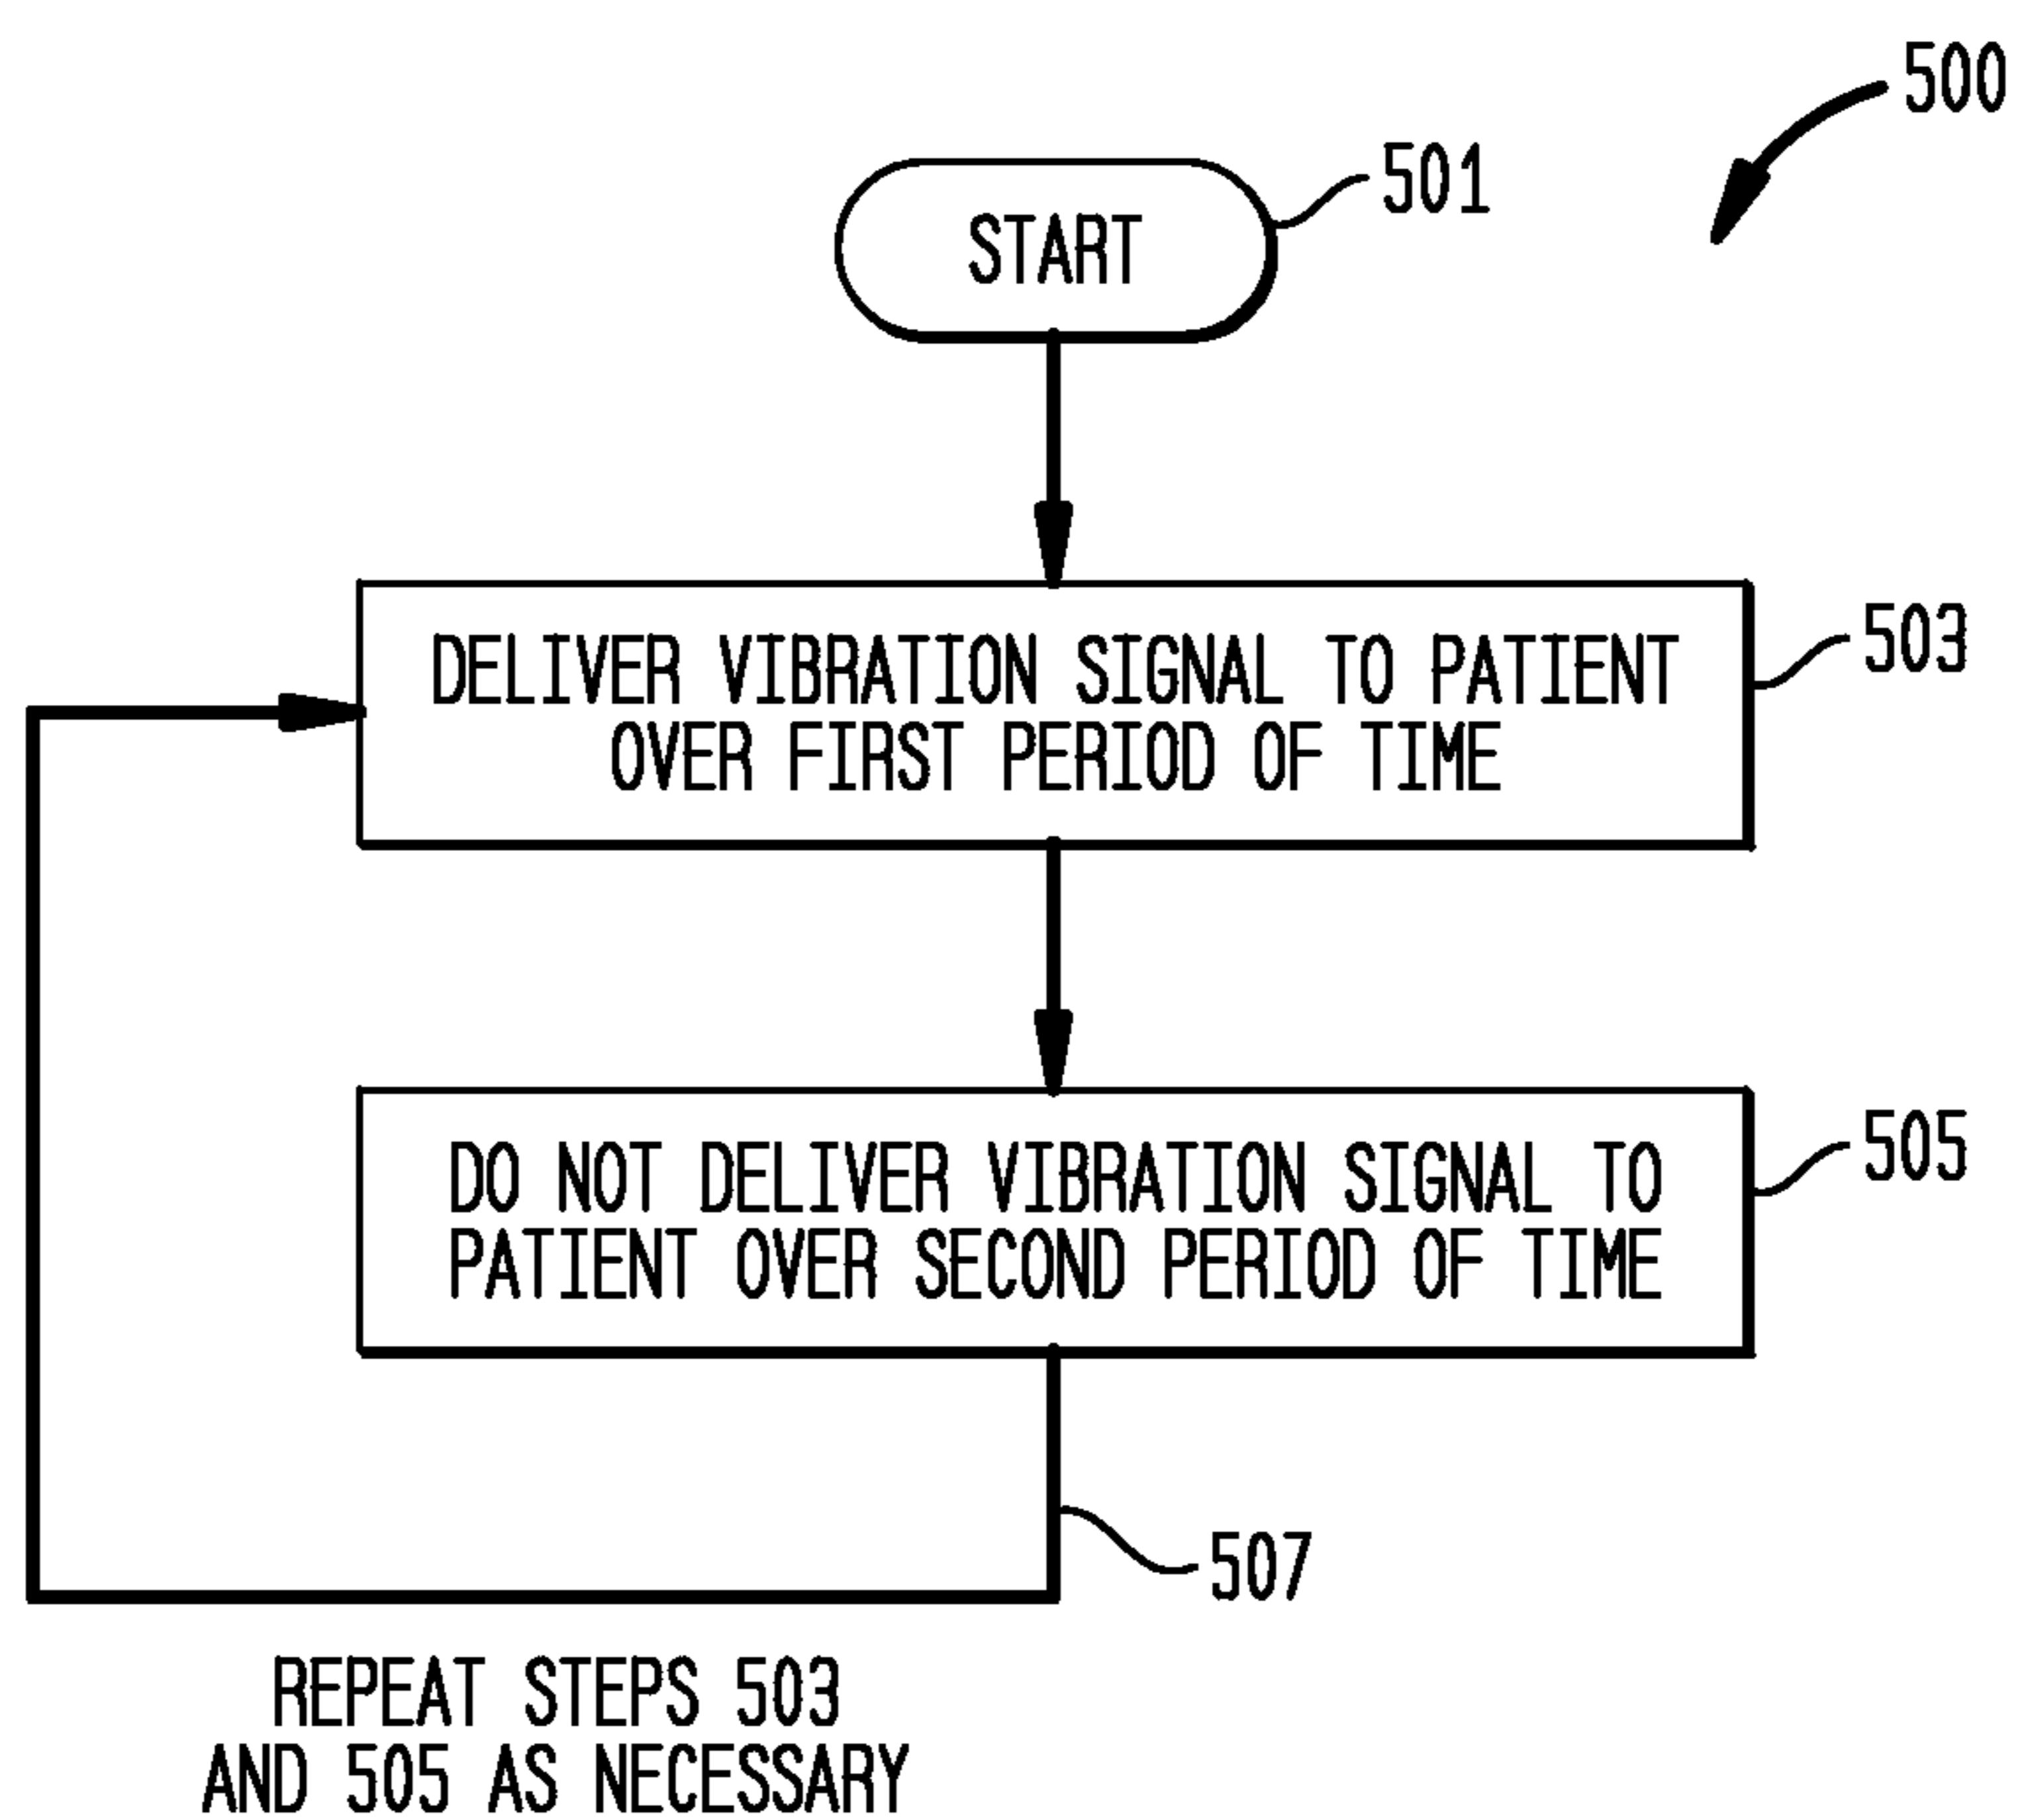 500
501
START
DELIVER VIBRATION SIGNAL TO PATIENT
OVER FIRST PERIOD OF TIME
503
DO NOT DELIVER VIBRATION SIGNAL TO
PATIENT OVER SECOND PERIOD OF TIME
505
507
REPEAT STEPS 503
AND 505 AS NECESSARY